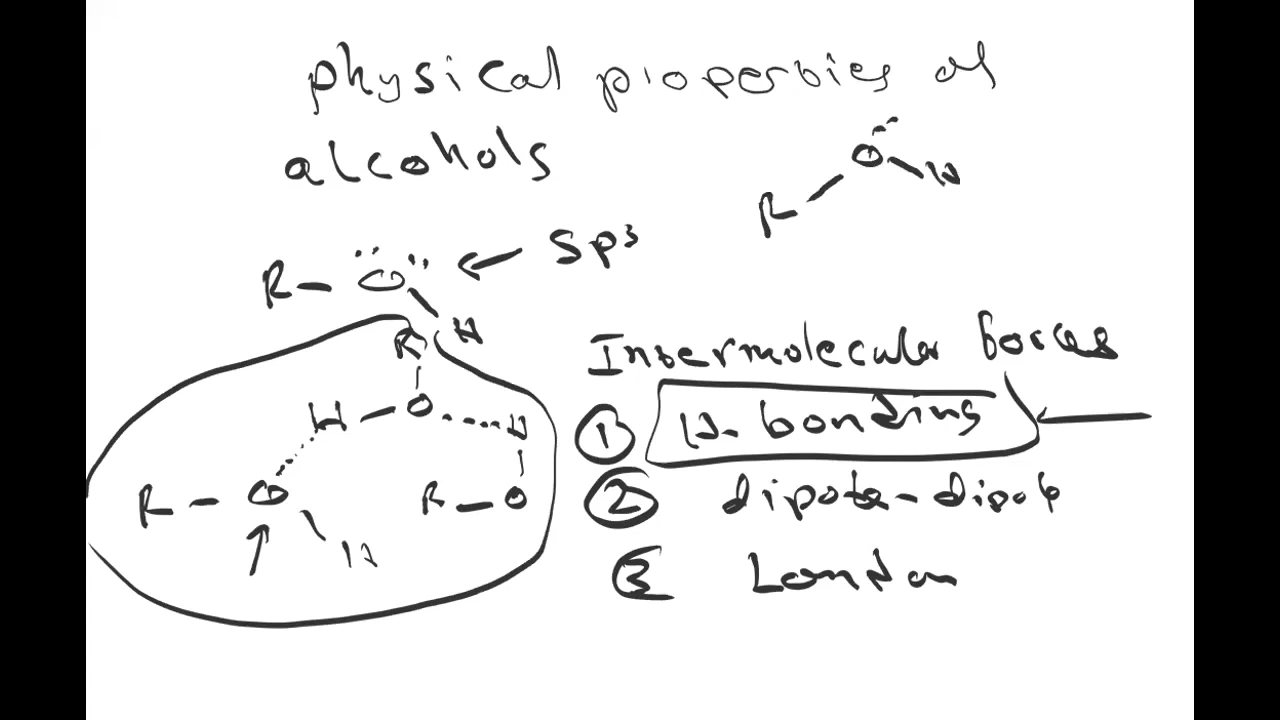 physical properties of
alcohols
R-O-H
R-O-H
sp3
R
H-O....H
R-O
H
R-O
Intermolecular forces
1 H-bonding
2 dipole-dipole
3 London